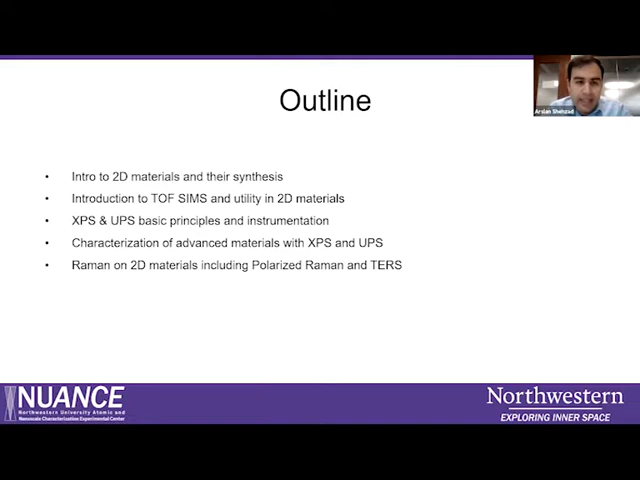 Outline
Arslan Shehzad
• Intro to 2D materials and their synthesis
• Introduction to TOF SIMS and utility in 2D materials
• XPS & UPS basic principles and instrumentation
• Characterization of advanced materials with XPS and UPS
• Raman on 2D materials including Polarized Raman and TERS
NUANCE
Northwestern University Atomic and
Nanoscale Characterization Experimental Center
Northwestern
EXPLORING INNER SPACE